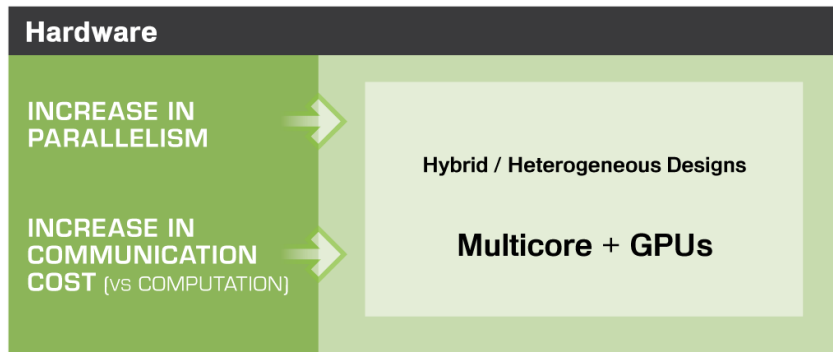 Hardware
INCREASE IN
PARALLELISM
INCREASE IN
COMMUNICATION
COST (VS COMPUTATION)
Hybrid / Heterogeneous Designs
Multicore + GPUs